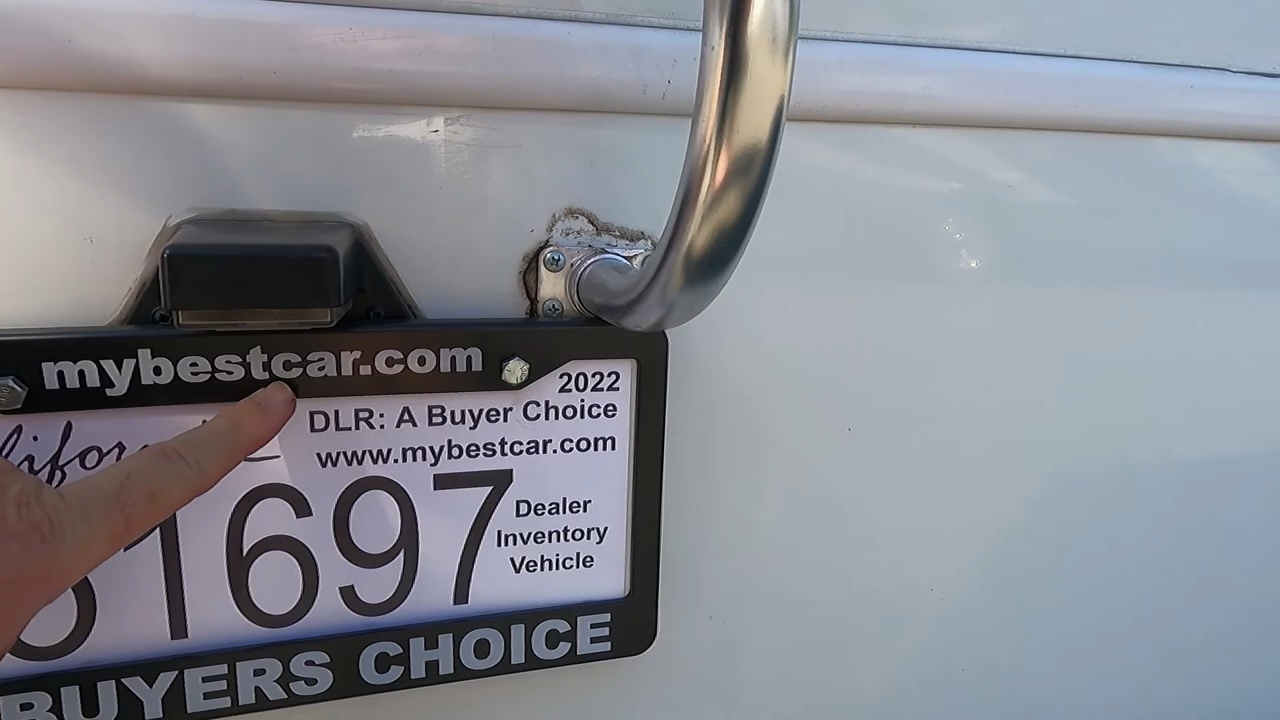 mybestcar.com
2022
DLR: A Buyer Choice
www.mybestcar.com
1697
Dealer
Inventory
Vehicle
BUYERS CHOICE